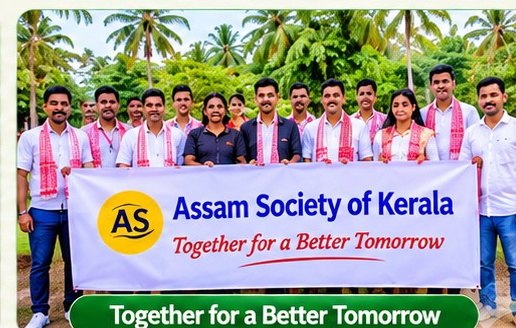 AS
Assam Society of Kerala
Together for a Better Tomorrow
Together for a Better Tomorrow